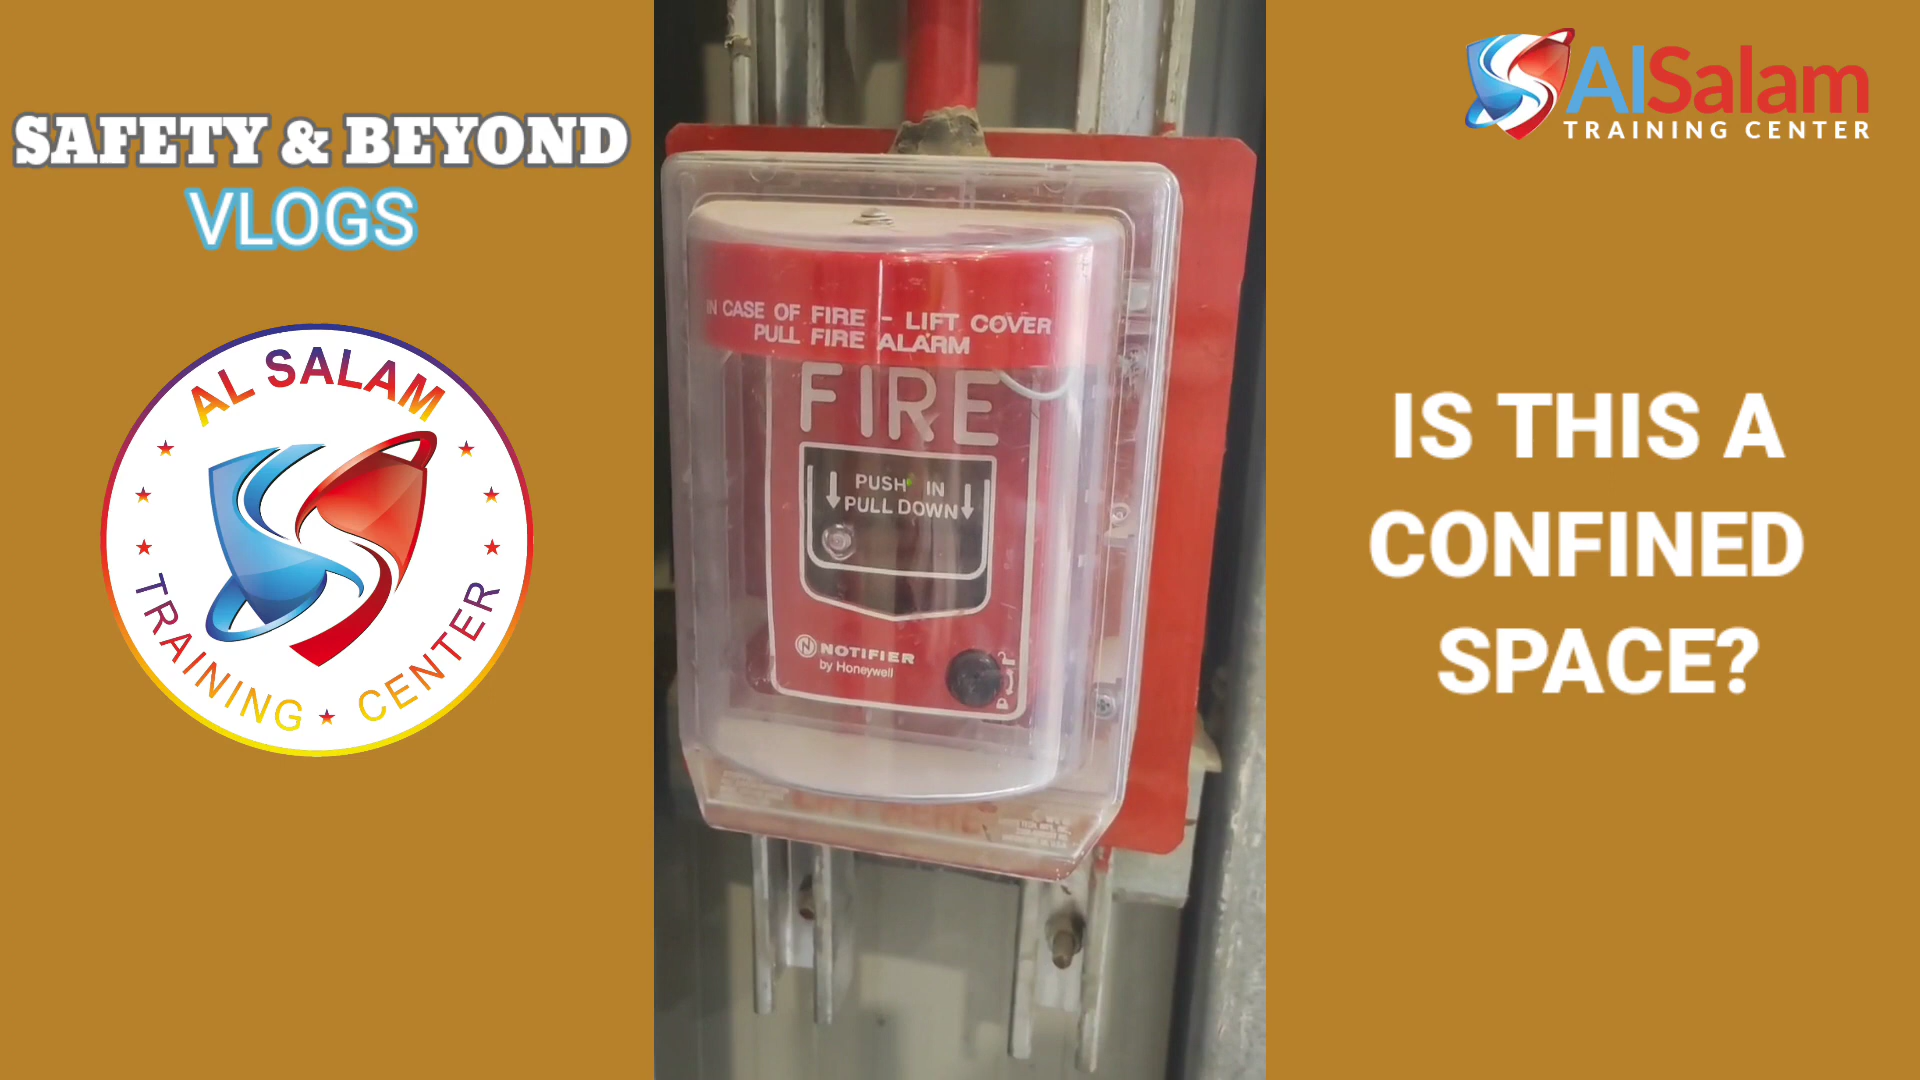 SAFETY & BEYOND
VLOGS
AL SALAM
TRAINING CENTER
IN CASE OF FIRE - LIFT COVER
PULL FIRE ALARM
FIRE
PUSH IN
PULL DOWN
NOTIFIER
by Honeywell
AlSalam
TRAINING CENTER
IS THIS A
CONFINED
SPACE?